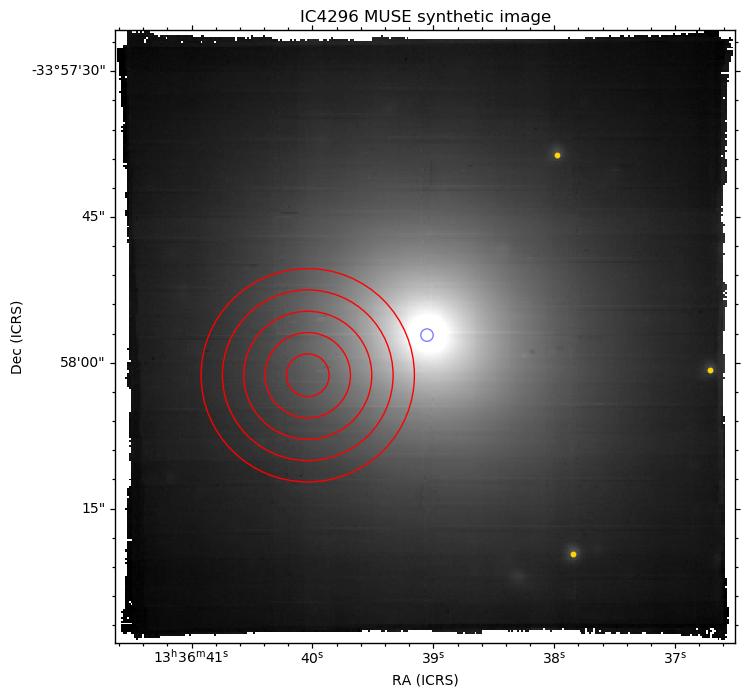 IC4296 MUSE synthetic image
-33°57'30"
45"
58'00"
15"
Dec (ICRS)
13ʰ36ᵐ41ˢ 40ˢ 39ˢ 38ˢ 37ˢ
RA (ICRS)